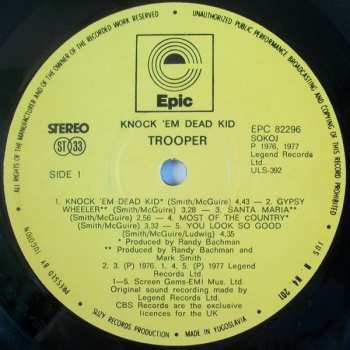 Epic
KNOCK 'EM DEAD KID
TROOPER
STEREO
ST 33
SIDE 1
EPC 82296
SOKOJ
P 1976, 1977
Legend Records
Ltd.
ULS-392
1. KNOCK 'EM DEAD KID* (Smith/McGuire) 4,43 — 2. GYPSY
WHEELER** (Smith/McGuire) 3,28 — 3. SANTA MARIA**
(Smith/McGuire) 2,56 — 4. MOST OF THE COUNTRY*
(Smith/McGuire) 3,32 — 5. YOU LOOK SO GOOD
(Smith/McGuire/Ludwig) 4,35
* Produced by Randy Bachman
** Produced by Randy Bachman and
Mark Smith
2, 3. (P) 1976, 1, 4, 5. (P) 1977 Legend
Records Ltd.
1—5. Screen Gems-EMI Mus. Ltd.
Original sound recording made by
Legend Records Ltd.
CBS Records are the exclusive
licences for the UK
ALL RIGHTS OF THE MANUFACTURER AND OF THE OWNER OF THE RECORDED WORK RESERVED
UNAUTHORIZED PUBLIC PERFORMANCE BROADCASTING AND COPYING OF THIS RECORD PROHIBITED
PRESSED BY JUGOTON
SUZY RECORDS PRODUCTION — MADE IN YUGOSLAVIA